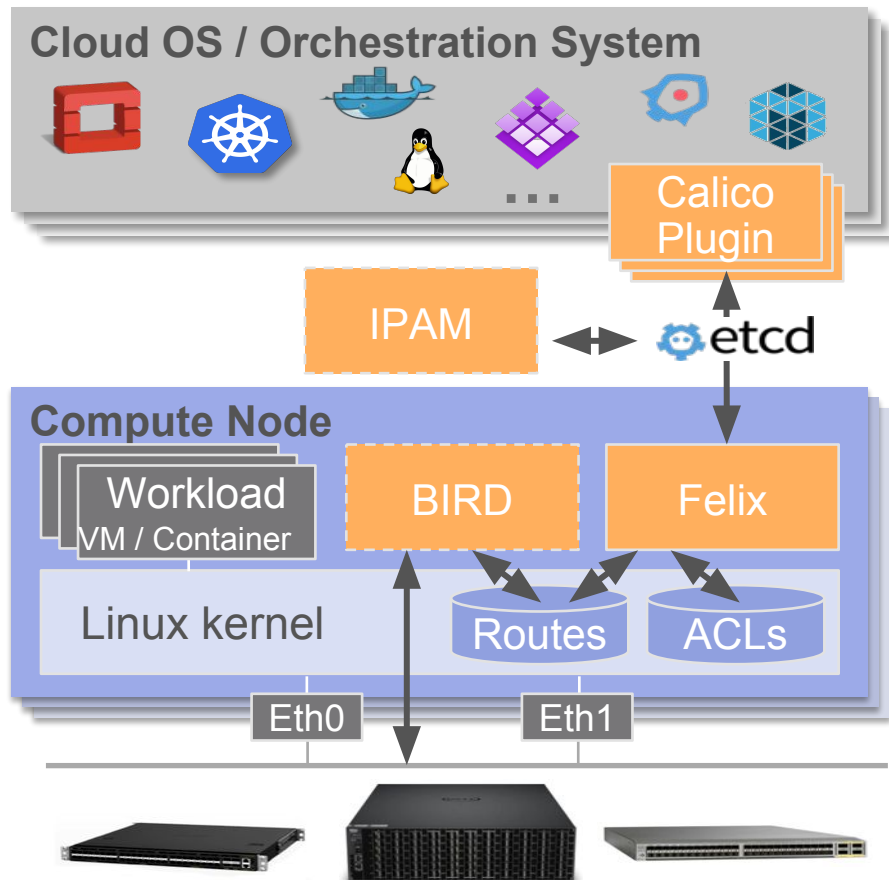 Cloud OS / Orchestration System
...
Calico
Plugin
IPAM
etcd
Compute Node
Workload
VM / Container
BIRD
Felix
Linux kernel
Routes
ACLs
Eth0
Eth1